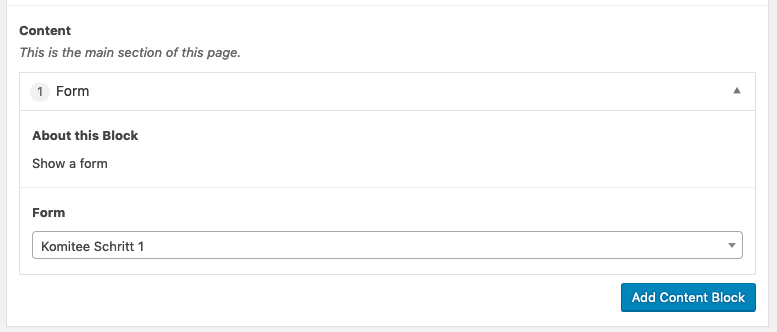 Content
This is the main section of this page.
1 Form
About this Block
Show a form
Form
Komitee Schritt 1
Add Content Block